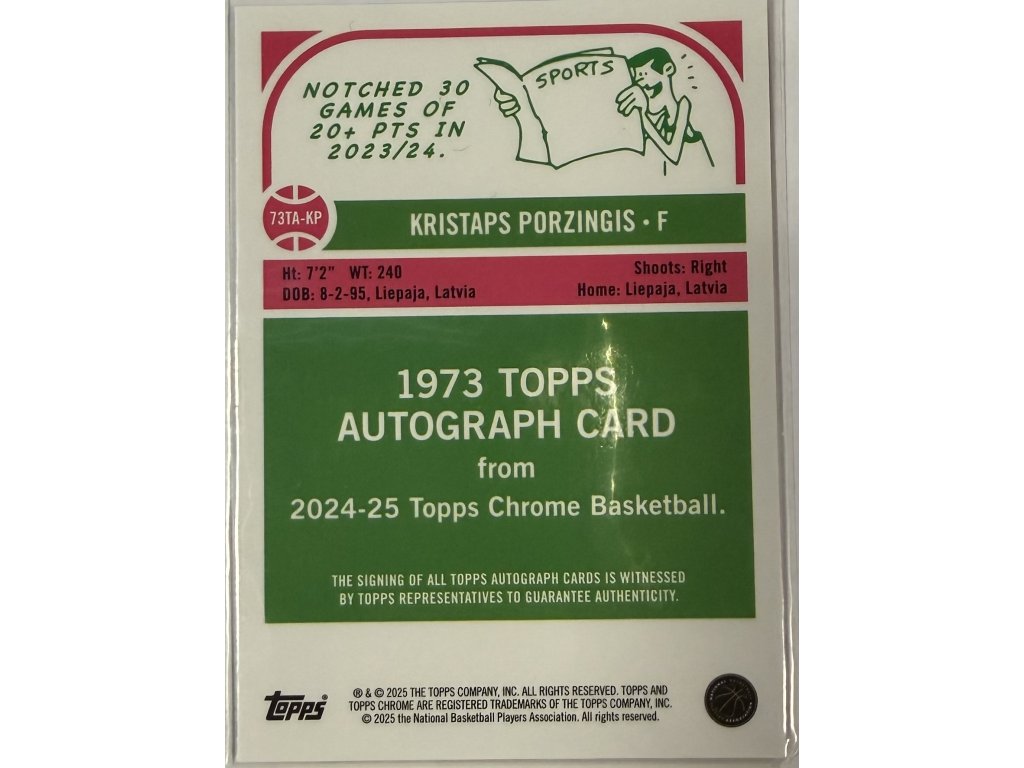 NOTCHED 30
GAMES OF
20+ PTS IN
2023/24.
SPORTS
73TA-KP
KRISTAPS PORZINGIS • F
Ht: 7'2" WT: 240
Shoots: Right
DOB: 8-2-95, Liepaja, Latvia
Home: Liepaja, Latvia
1973 TOPPS
AUTOGRAPH CARD
from
2024-25 Topps Chrome Basketball.
THE SIGNING OF ALL TOPPS AUTOGRAPH CARDS IS WITNESSED
BY TOPPS REPRESENTATIVES TO GUARANTEE AUTHENTICITY.
Topps®
® & © 2025 THE TOPPS COMPANY, INC. ALL RIGHTS RESERVED. TOPPS AND
TOPPS CHROME ARE REGISTERED TRADEMARKS OF THE TOPPS COMPANY, INC.
© 2025 the National Basketball Players Association. All rights reserved.